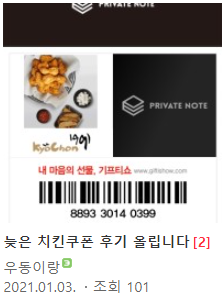 PRIVATE NOTE
1991
KyoChon
PRIVATE NOTE
내 마음의 선물, 기프티쇼 www.giftishow.com
8893 3014 0399
늦은 치킨쿠폰 후기 올립니다 [2]
우동이랑
2021.01.03. · 조회 101